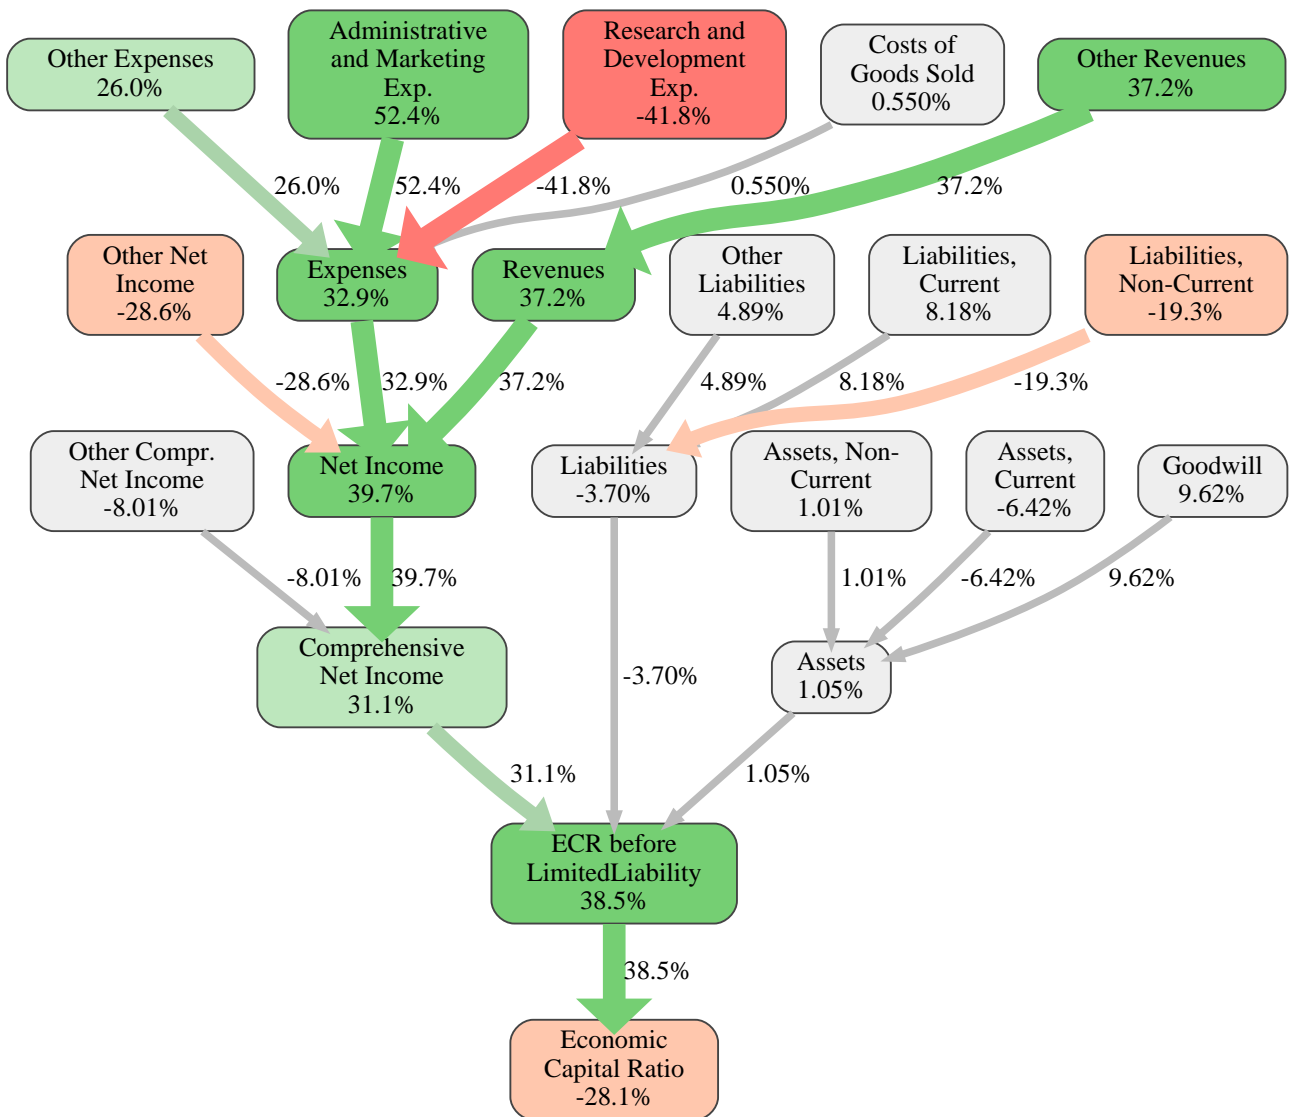 Other Expenses
26.0%
Administrative
and Marketing
Exp.
52.4%
Research and
Development
Exp.
-41.8%
Costs of
Goods Sold
0.550%
Other Revenues
37.2%
26.0%
52.4%
-41.8%
0.550%
37.2%
Other Net
Income
-28.6%
Expenses
32.9%
Revenues
37.2%
Other
Liabilities
4.89%
Liabilities,
Current
8.18%
Liabilities,
Non-Current
-19.3%
-28.6%
32.9%
37.2%
4.89%
8.18%
-19.3%
Other Compr.
Net Income
-8.01%
Net Income
39.7%
Liabilities
-3.70%
Assets, Non-
Current
1.01%
Assets,
Current
-6.42%
Goodwill
9.62%
-8.01%
39.7%
1.01%
-6.42%
9.62%
Comprehensive
Net Income
31.1%
-3.70%
Assets
1.05%
31.1%
1.05%
ECR before
LimitedLiability
38.5%
38.5%
Economic
Capital Ratio
-28.1%